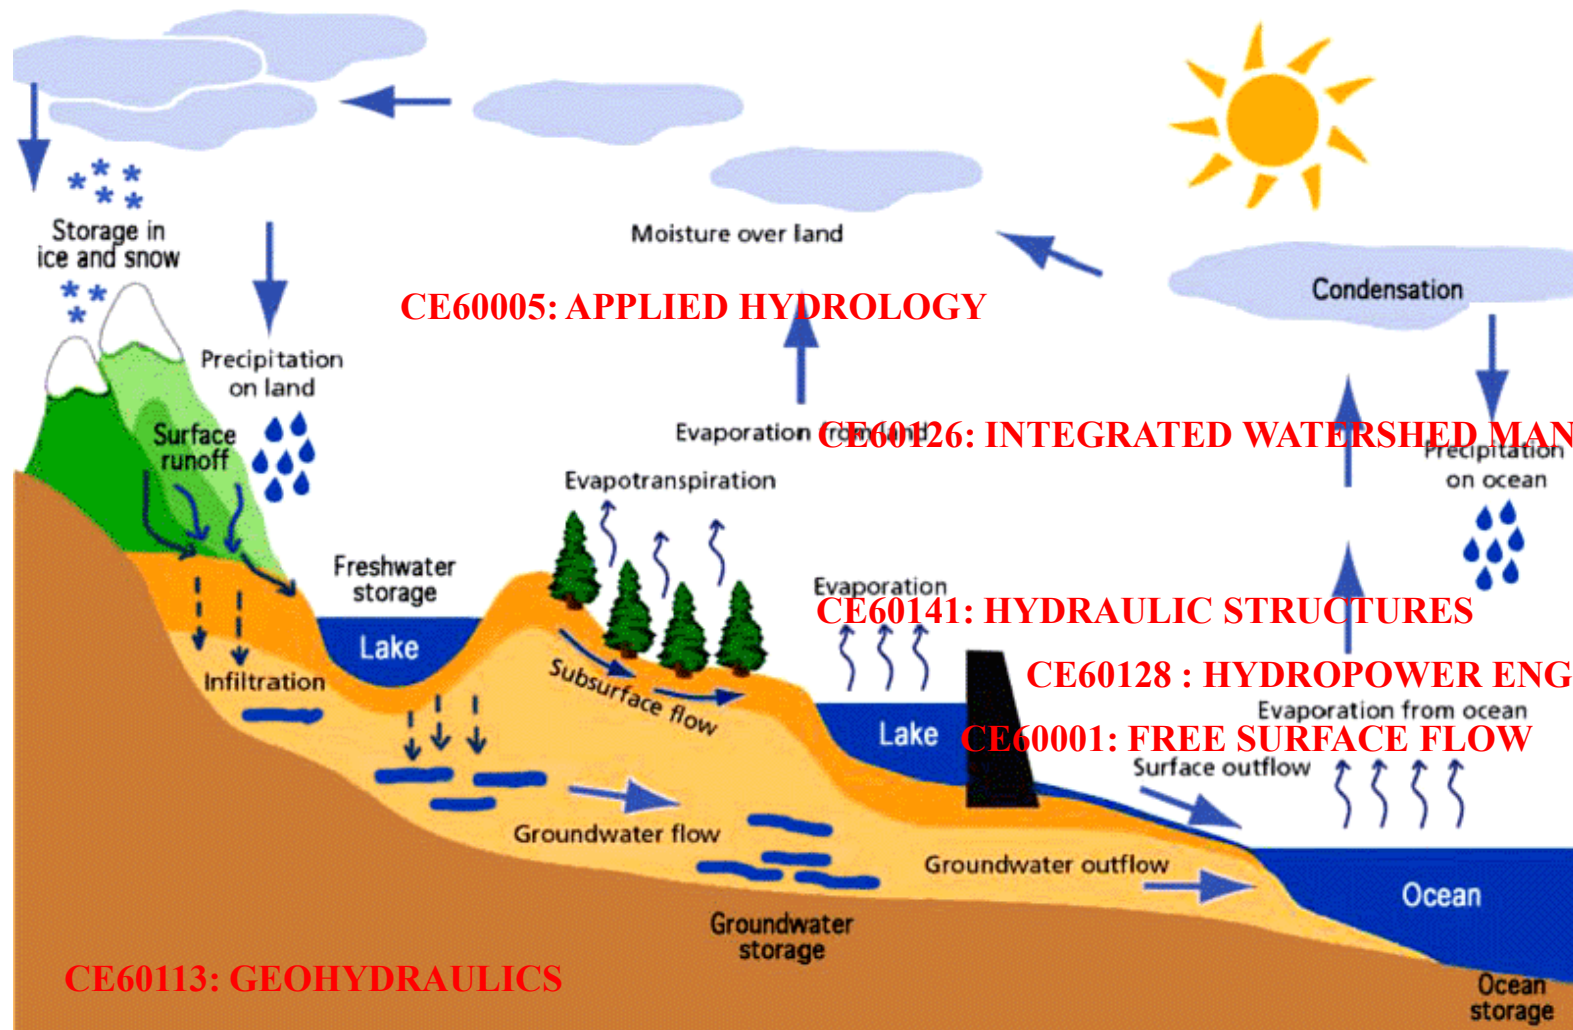 Storage in
ice and snow
Moisture over land
Condensation
CE60005: APPLIED HYDROLOGY
Precipitation
on land
Surface
runoff
Evaporation from land
CE60126: INTEGRATED WATERSHED MAN
Precipitation
on ocean
Evapotranspiration
Freshwater
storage
Evaporation
CE60141: HYDRAULIC STRUCTURES
Lake
Infiltration
Subsurface flow
CE60128 : HYDROPOWER ENG
Evaporation from ocean
Lake
CE60001: FREE SURFACE FLOW
Surface outflow
Groundwater flow
Groundwater outflow
Ocean
Groundwater
storage
CE60113: GEOHYDRAULICS
Ocean
storage